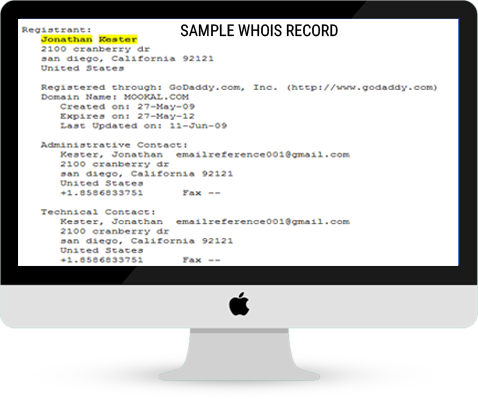 SAMPLE WHOIS RECORD
Registrant:
Jonathan Kester
2100 cranberry dr
san diego, California 92121
United States
Registered through: GoDaddy.com, Inc. (http://www.godaddy.com)
Domain Name: MOOKAL.COM
Created on: 27-May-09
Expires on: 27-May-12
Last Updated on: 11-Jun-09
Administrative Contact:
Kester, Jonathan emailreference001@gmail.com
2100 cranberry dr
san diego, California 92121
United States
+1.8586833751 Fax --
Technical Contact:
Kester, Jonathan emailreference001@gmail.com
2100 cranberry dr
san diego, California 92121
United States
+1.8586833751 Fax --